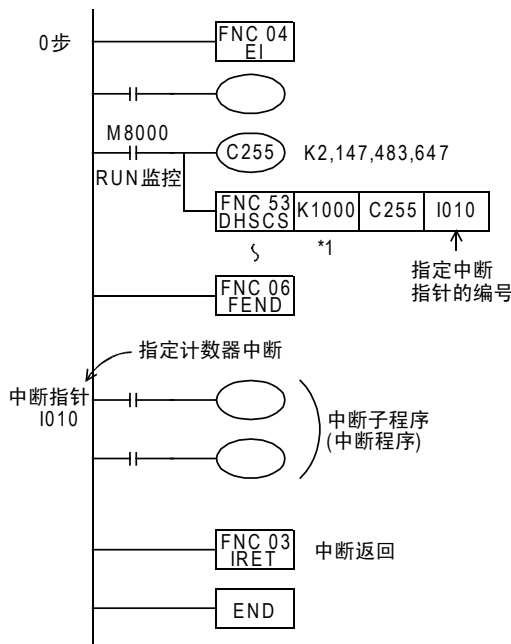 0步
FNC 04
EI
M8000
RUN监控
C255
K2,147,483,647
FNC 53
DHSCS
K1000
C255
I010
*1
指定中断
指针的编号
FNC 06
FEND
指定计数器中断
中断指针
I010
中断子程序
(中断程序)
FNC 03
IRET
中断返回
END